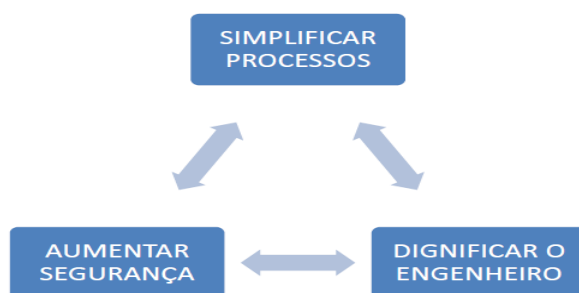 SIMPLIFICAR
PROCESSOS
AUMENTAR
SEGURANÇA
DIGNIFICAR O
ENGENHEIRO